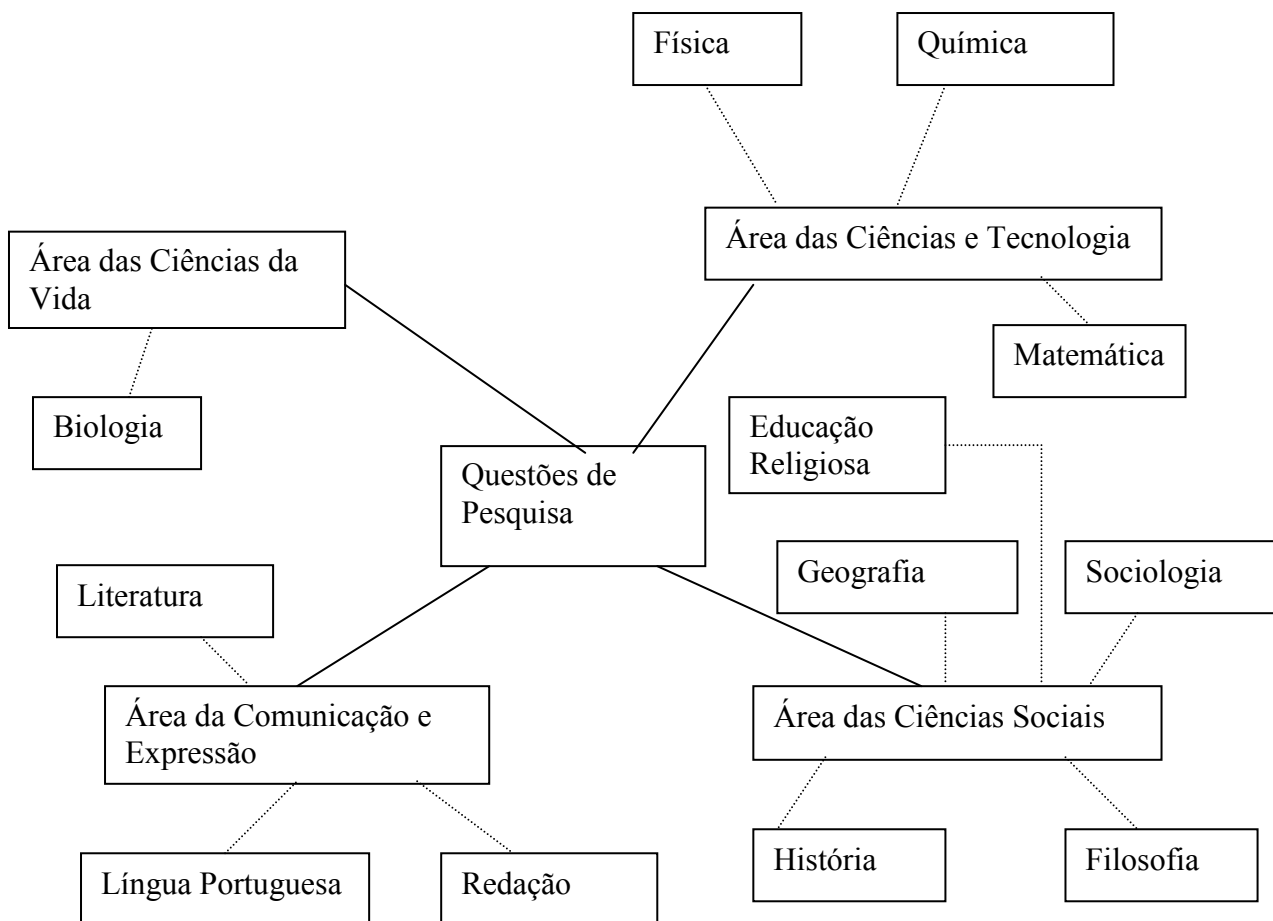 Física
Química
Área das Ciências e Tecnologia
Área das Ciências da
Vida
Matemática
Biologia
Educação
Religiosa
Questões de
Pesquisa
Geografia
Sociologia
Literatura
Área da Comunicação e
Expressão
Área das Ciências Sociais
Língua Portuguesa
Redação
História
Filosofia